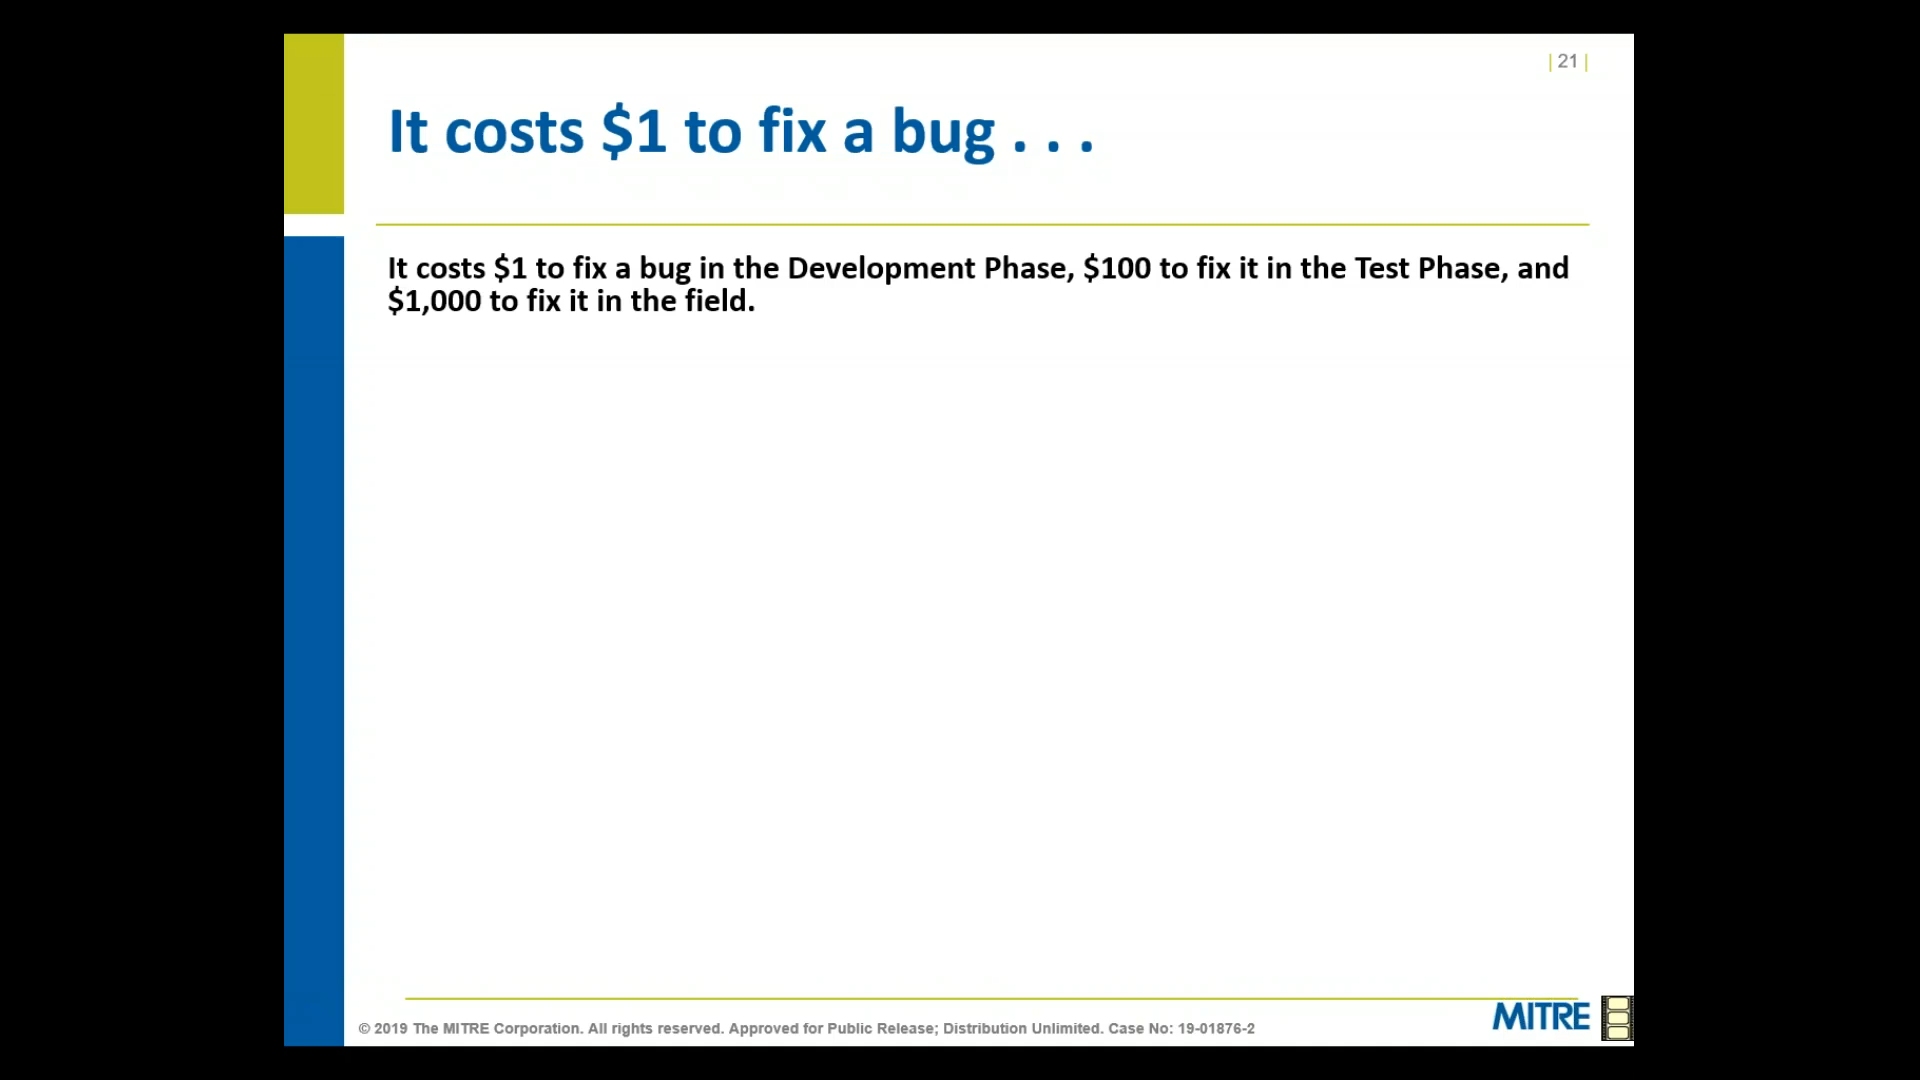 | 21 |
It costs $1 to fix a bug . . .
It costs $1 to fix a bug in the Development Phase, $100 to fix it in the Test Phase, and
$1,000 to fix it in the field.
© 2019 The MITRE Corporation. All rights reserved. Approved for Public Release; Distribution Unlimited. Case No: 19-01876-2
MITRE